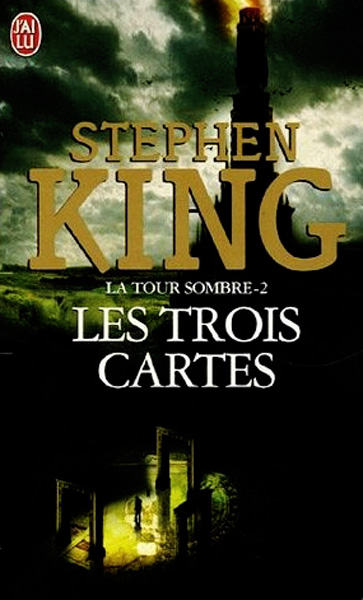 J'AI
LU
STEPHEN
KING
LA TOUR SOMBRE-2
LES TROIS
CARTES